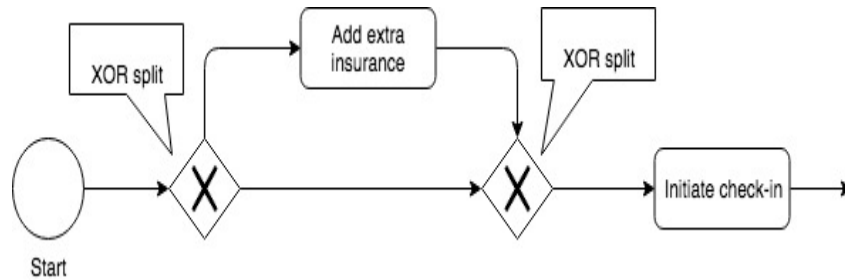 Add extra
insurance
XOR split
XOR split
Initiate check-in
Start